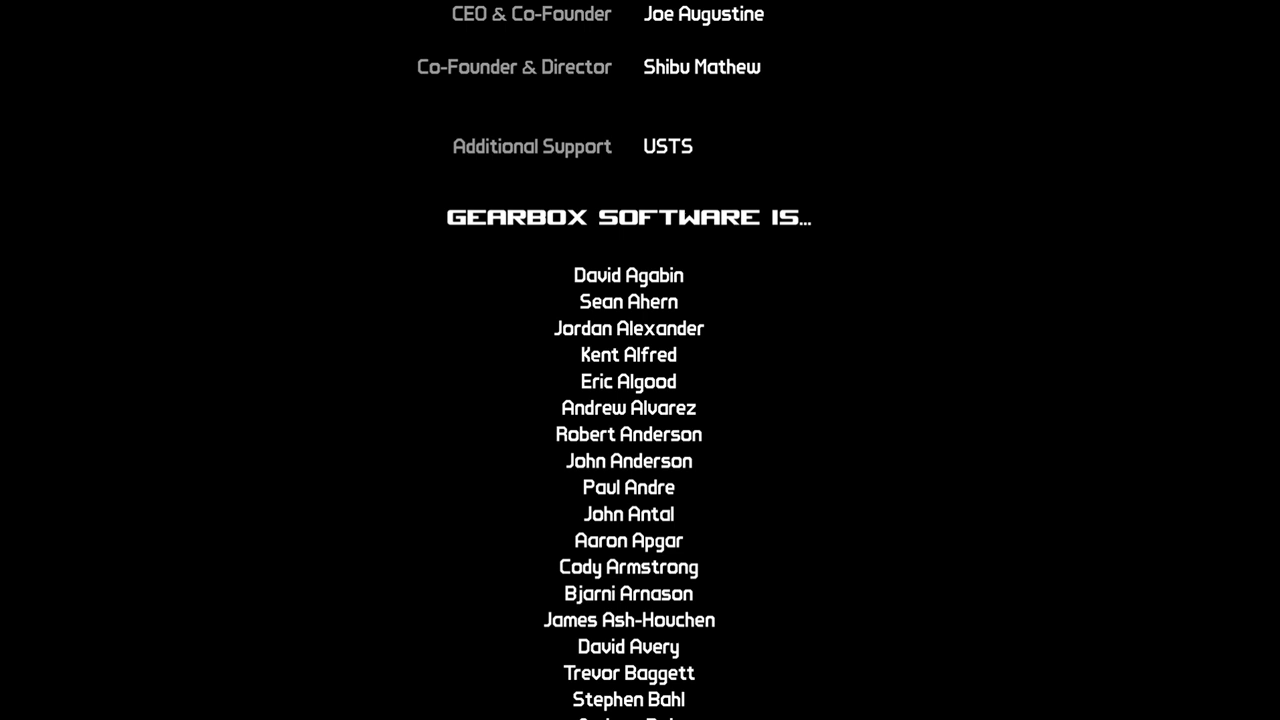 CEO & Co-Founder Joe Augustine
Co-Founder & Director Shibu Mathew
Additional Support USTS
GEARBOX SOFTWARE IS...
David Agabin
Sean Ahern
Jordan Alexander
Kent Alfred
Eric Algood
Andrew Alvarez
Robert Anderson
John Anderson
Paul Andre
John Antal
Aaron Apgar
Cody Armstrong
Bjarni Arnason
James Ash-Houchen
David Avery
Trevor Baggett
Stephen Bahl